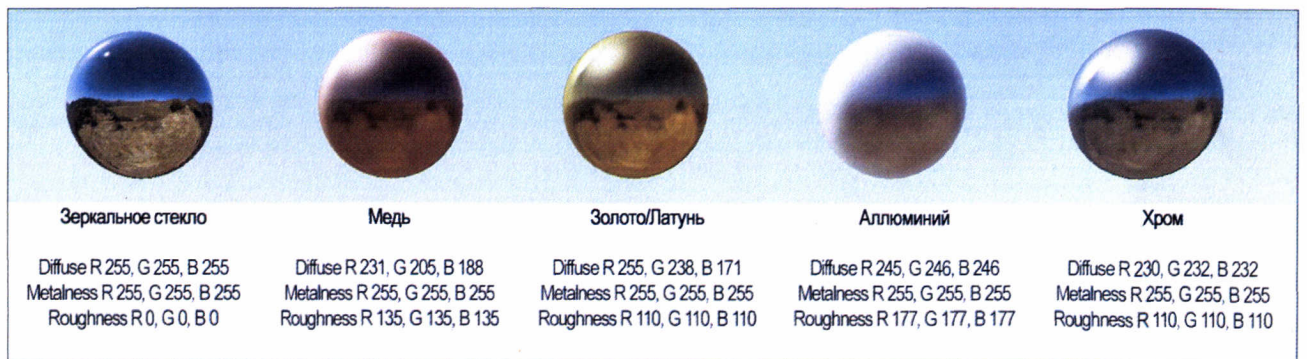 Зеркальное стекло
Diffuse R 255, G 255, B 255
Metalness R 255, G 255, B 255
Roughness R 0, G 0, B 0
Медь
Diffuse R 231, G 205, B 188
Metalness R 255, G 255, B 255
Roughness R 135, G 135, B 135
Золото/Латунь
Diffuse R 255, G 238, B 171
Metalness R 255, G 255, B 255
Roughness R 110, G 110, B 110
Аллюминий
Diffuse R 245, G 246, B 246
Metalness R 255, G 255, B 255
Roughness R 177, G 177, B 177
Хром
Diffuse R 230, G 232, B 232
Metalness R 255, G 255, B 255
Roughness R 110, G 110, B 110